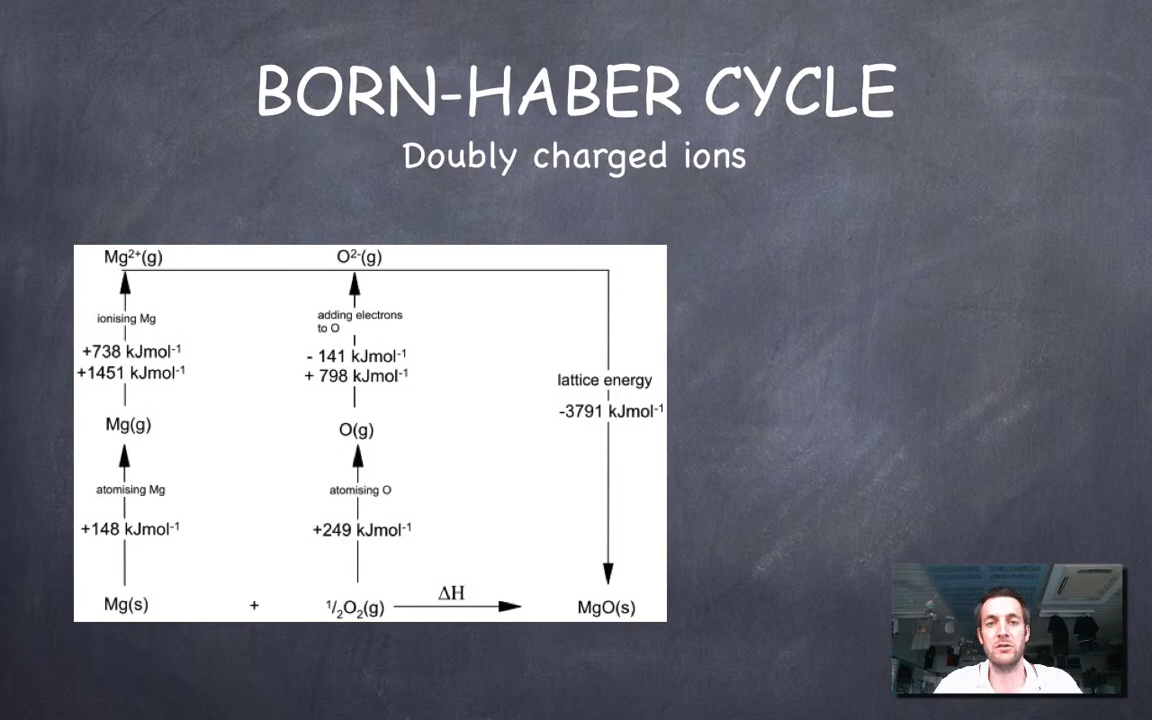 BORN-HABER CYCLE
Doubly charged ions
Mg²⁺(g)
O²⁻(g)
ionising Mg
+738 kJmol⁻¹
+1451 kJmol⁻¹
adding electrons
to O
- 141 kJmol⁻¹
+ 798 kJmol⁻¹
lattice energy
-3791 kJmol⁻¹
Mg(g)
O(g)
atomising Mg
+148 kJmol⁻¹
atomising O
+249 kJmol⁻¹
Mg(s) + ¹/₂O₂(g) ΔH MgO(s)